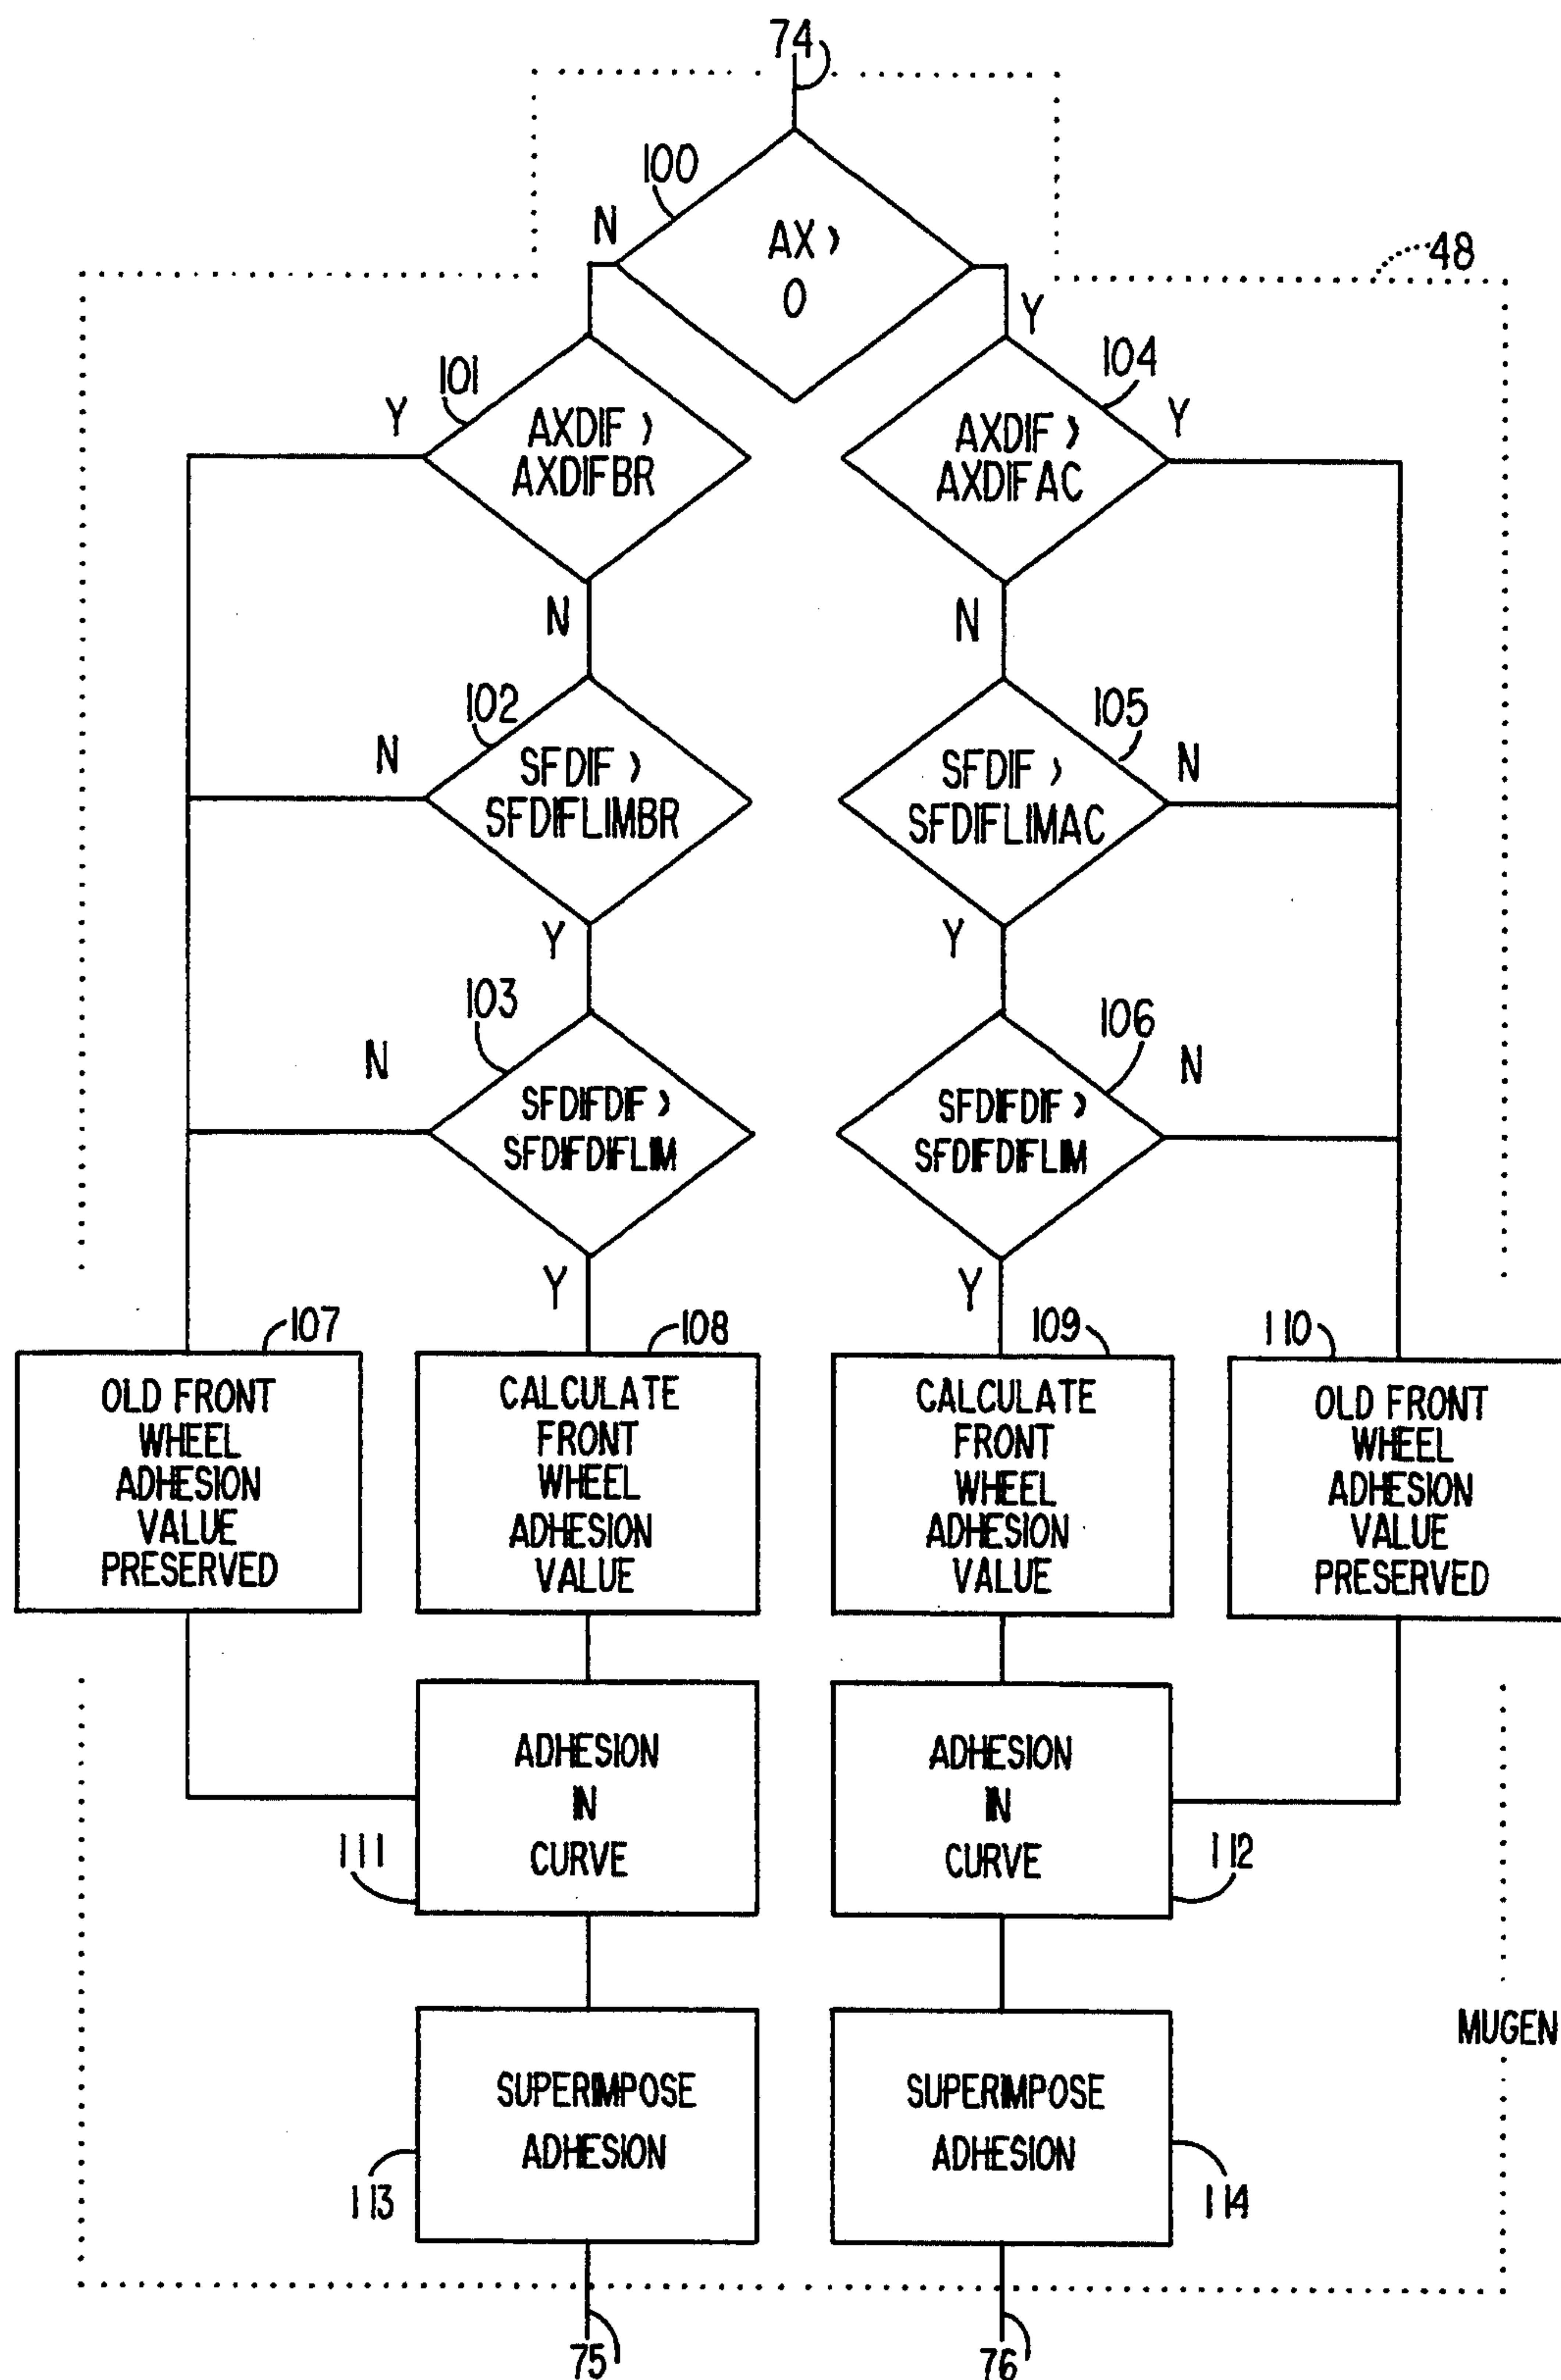 74
100
N
AX >
0
48
Y
101
104
Y
AXDIF >
AXDIFBR
AXDIF >
AXDIFAC
Y
N
N
102
105
N
SFDIF >
SFDIFLIMBR
SFDIF >
SFDIFLIMAC
N
Y
Y
103
106
N
SFDIFDIF >
SFDIFDIFLIM
SFDIFDIF >
SFDIFDIFLIM
N
Y
Y
107
108
109
110
OLD FRONT
WHEEL
ADHESION
VALUE
PRESERVED
CALCULATE
FRONT
WHEEL
ADHESION
VALUE
CALCULATE
FRONT
WHEEL
ADHESION
VALUE
OLD FRONT
WHEEL
ADHESION
VALUE
PRESERVED
ADHESION
IN
CURVE
ADHESION
IN
CURVE
111
112
MUGEN
SUPERIMPOSE
ADHESION
SUPERIMPOSE
ADHESION
113
114
75
76